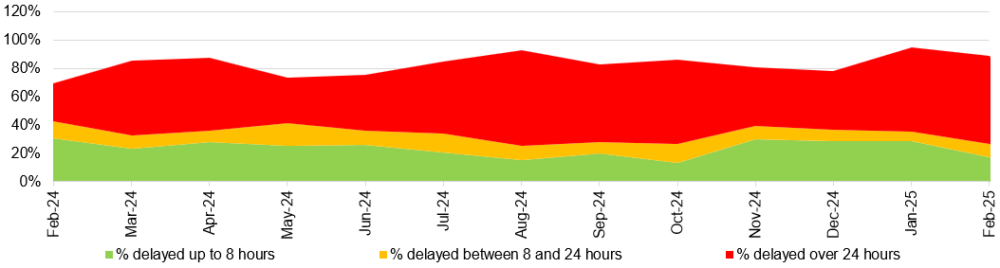 120%
100%
80%
60%
40%
20%
0%
Feb-24
Mar-24
Apr-24
May-24
Jun-24
Jul-24
Aug-24
Sep-24
Oct-24
Nov-24
Dec-24
Jan-25
Feb-25
% delayed up to 8 hours
% delayed between 8 and 24 hours
% delayed over 24 hours